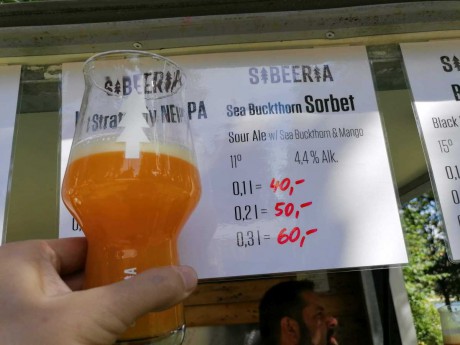 SIBEERIA
SIBEERIA
SIBEERIA
NEW PA
Sea Buckthorn Sorbet
Sour Ale w/ Sea Buckthorn & Mango
11° 4,4% Alk.
0,1 l = 40,-
0,2 l = 50,-
0,3 l = 60,-
Black
15°